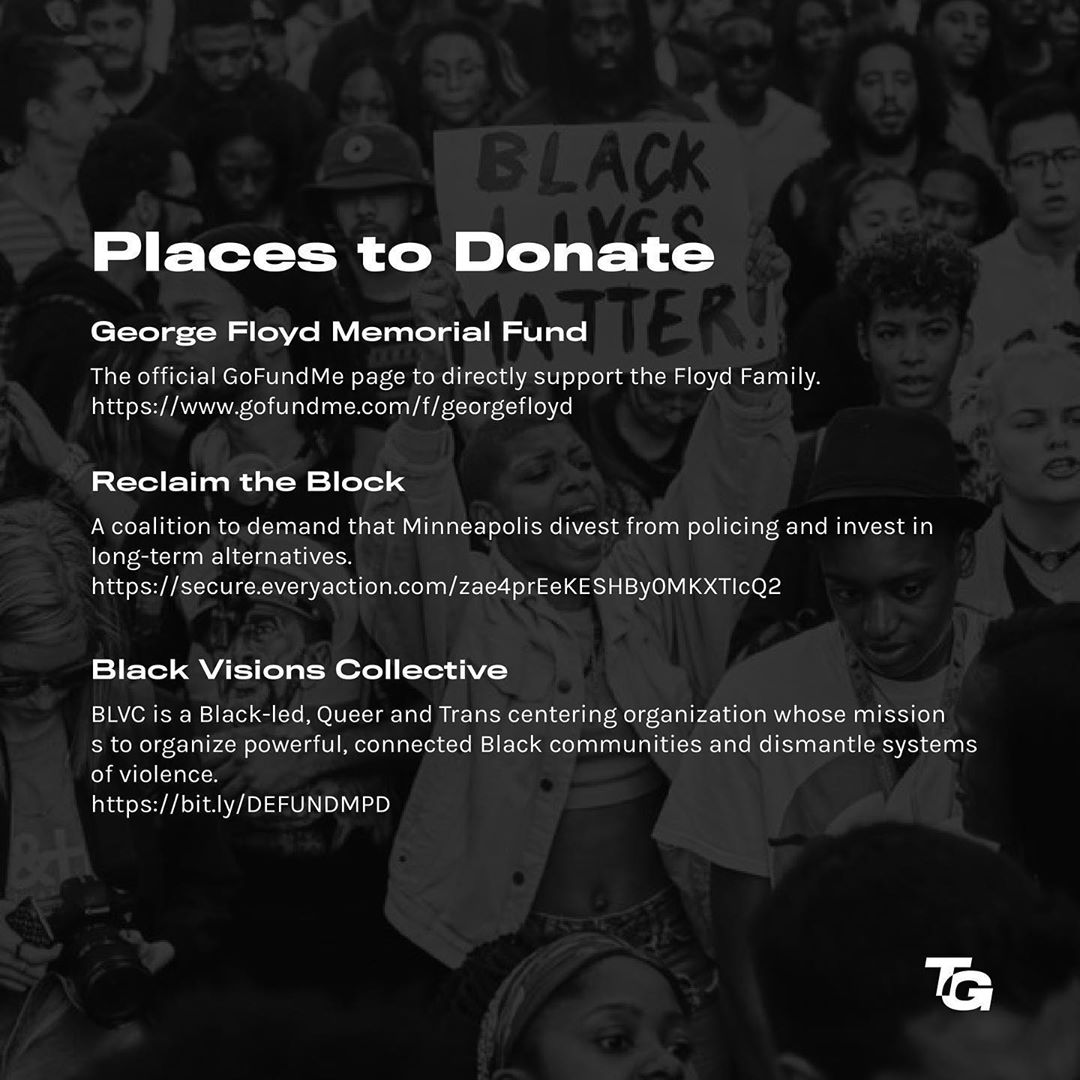 BLACK
LIVES
MATTER!
Places to Donate
George Floyd Memorial Fund
The official GoFundMe page to directly support the Floyd Family.
https://www.gofundme.com/f/georgefloyd
Reclaim the Block
A coalition to demand that Minneapolis divest from policing and invest in
long-term alternatives.
https://secure.everyaction.com/zae4prEeKESHBy0MKXTIcQ2
Black Visions Collective
BLVC is a Black-led, Queer and Trans centering organization whose mission
s to organize powerful, connected Black communities and dismantle systems
of violence.
https://bit.ly/DEFUNDMPD
&+
TG